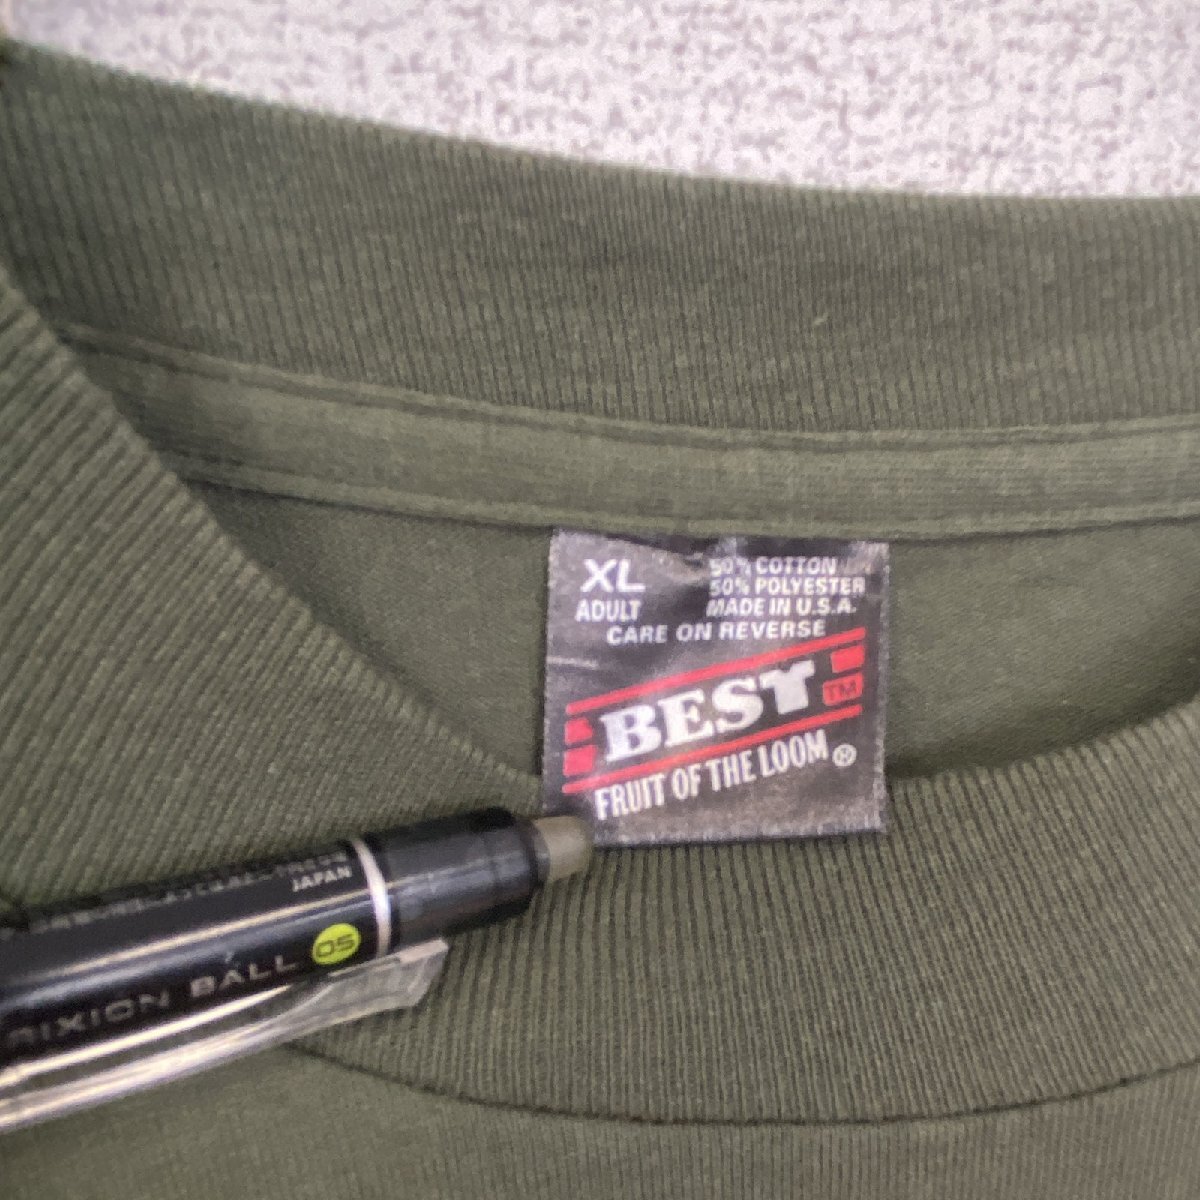 XL
ADULT
50% COTTON
50% POLYESTER
MADE IN U.S.A.
CARE ON REVERSE
BEST TM
FRUIT OF THE LOOM ®
JAPAN
RIXION BALL 05